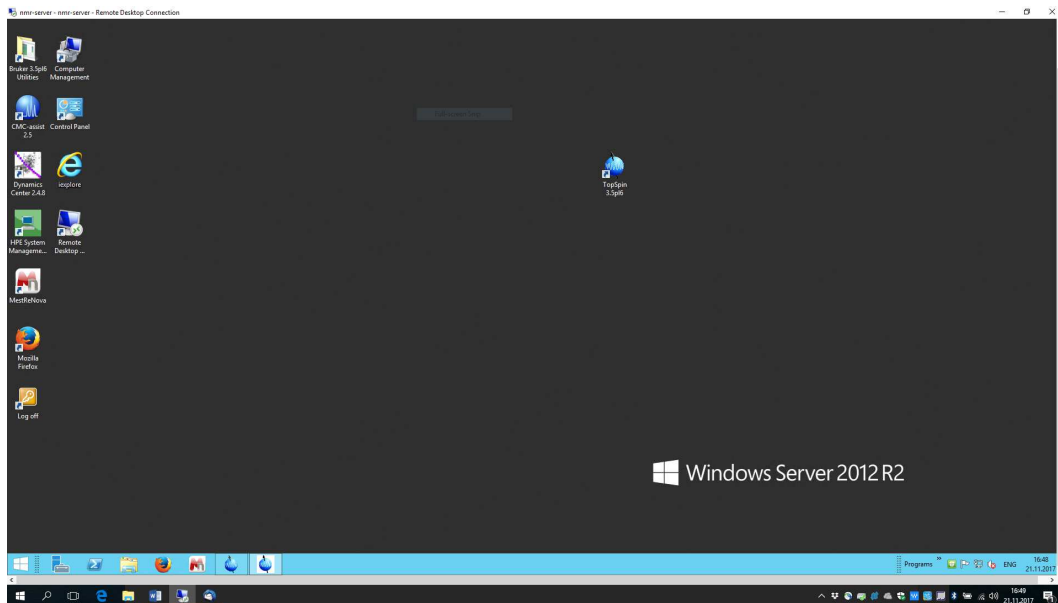 nmr-server - nmr-server - Remote Desktop Connection
Bruker 3.5pl6
Utilities
Computer
Management
CMC-assist
2.5
Control Panel
Dynamics
Center 2.4.8
iexplore
TopSpin
3.5pl6
HPE System
Manageme...
Remote
Desktop ...
MestReNova
Mozilla
Firefox
Log off
Windows Server 2012 R2
Programs
ENG
16:48
21.11.2017
16:49
21.11.2017